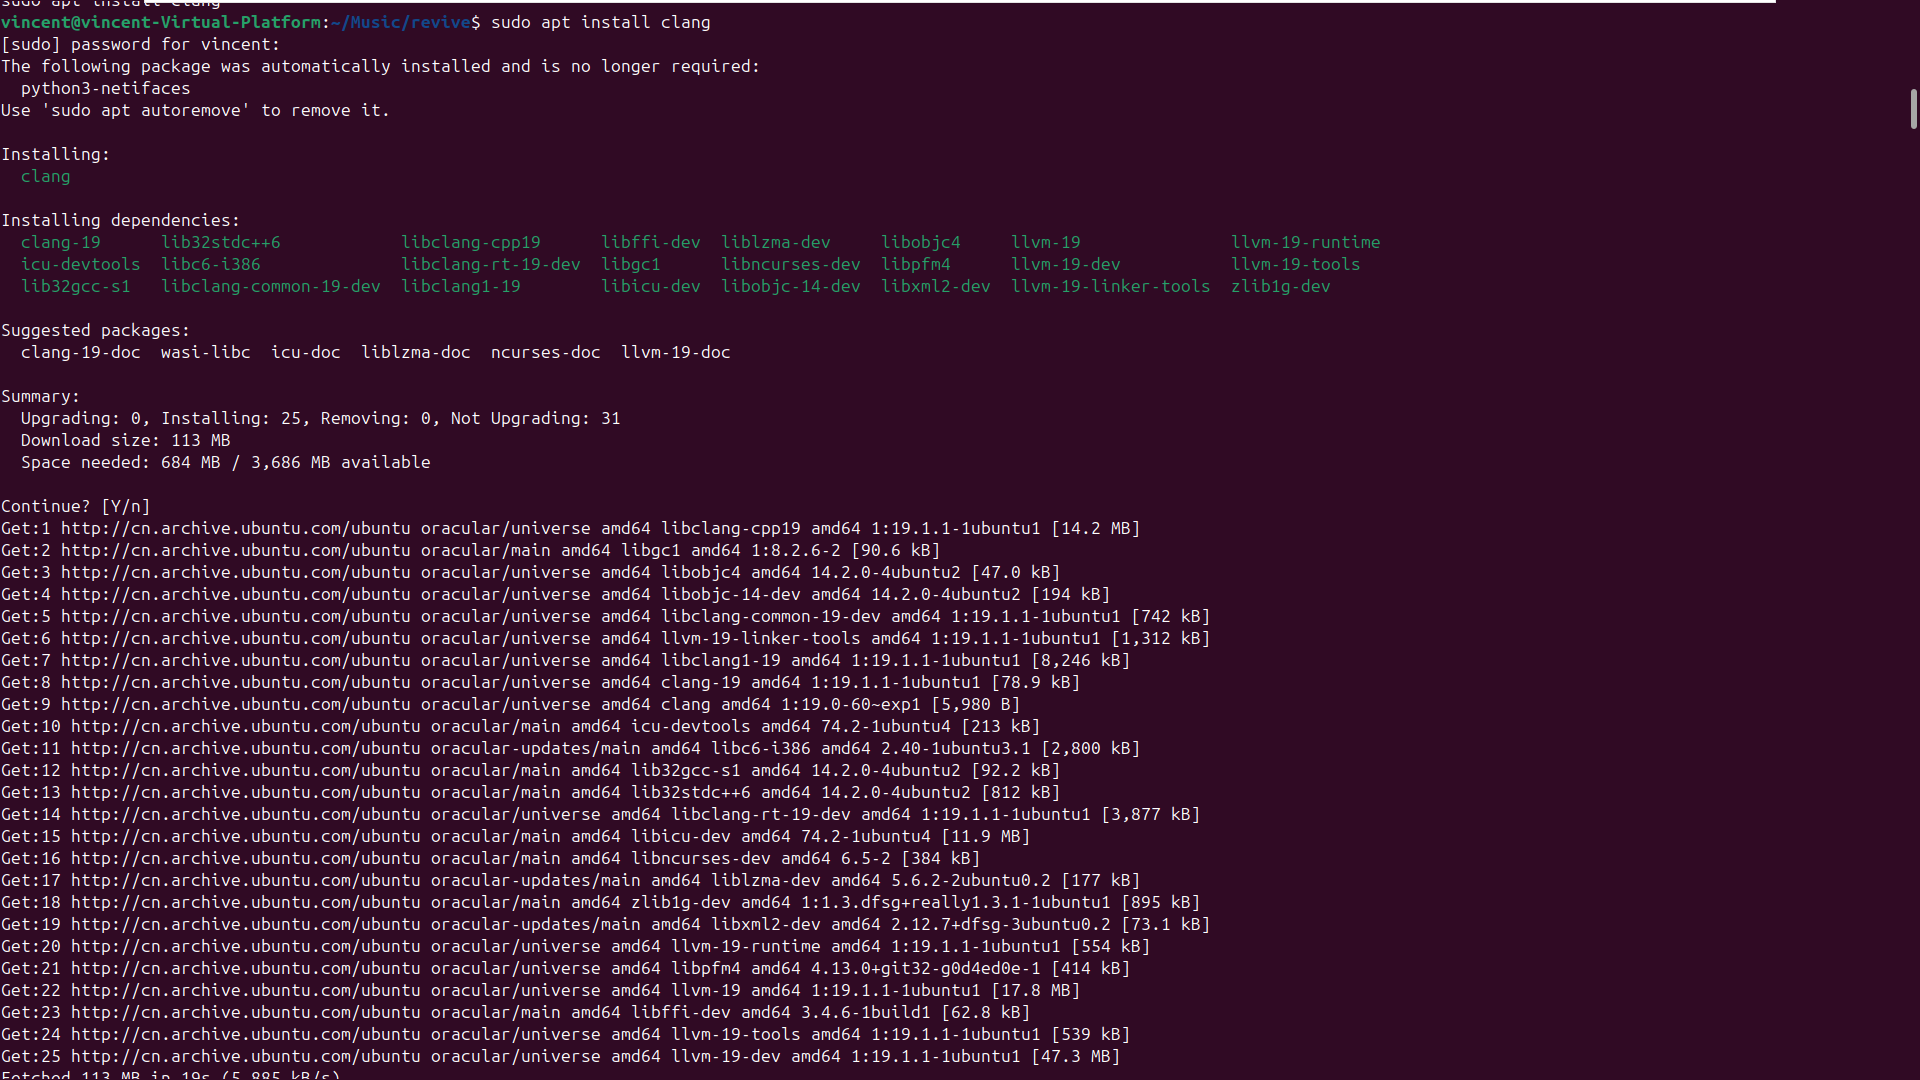 sudo apt install clang
vincent@vincent-Virtual-Platform:~/Music/revive$ sudo apt install clang
[sudo] password for vincent:
The following package was automatically installed and is no longer required:
  python3-netifaces
Use 'sudo apt autoremove' to remove it.

Installing:
  clang

Installing dependencies:
  clang-19      lib32stdc++6            libclang-cpp19      libffi-dev  liblzma-dev     libobjc4     llvm-19               llvm-19-runtime
  icu-devtools  libc6-i386              libclang-rt-19-dev  libgc1      libncurses-dev  libpfm4      llvm-19-dev           llvm-19-tools
  lib32gcc-s1   libclang-common-19-dev  libclang1-19        libicu-dev  libobjc-14-dev  libxml2-dev  llvm-19-linker-tools  zlib1g-dev

Suggested packages:
  clang-19-doc  wasi-libc  icu-doc  liblzma-doc  ncurses-doc  llvm-19-doc

Summary:
  Upgrading: 0, Installing: 25, Removing: 0, Not Upgrading: 31
  Download size: 113 MB
  Space needed: 684 MB / 3,686 MB available

Continue? [Y/n]
Get:1 http://cn.archive.ubuntu.com/ubuntu oracular/universe amd64 libclang-cpp19 amd64 1:19.1.1-1ubuntu1 [14.2 MB]
Get:2 http://cn.archive.ubuntu.com/ubuntu oracular/main amd64 libgc1 amd64 1:8.2.6-2 [90.6 kB]
Get:3 http://cn.archive.ubuntu.com/ubuntu oracular/universe amd64 libobjc4 amd64 14.2.0-4ubuntu2 [47.0 kB]
Get:4 http://cn.archive.ubuntu.com/ubuntu oracular/universe amd64 libobjc-14-dev amd64 14.2.0-4ubuntu2 [194 kB]
Get:5 http://cn.archive.ubuntu.com/ubuntu oracular/universe amd64 libclang-common-19-dev amd64 1:19.1.1-1ubuntu1 [742 kB]
Get:6 http://cn.archive.ubuntu.com/ubuntu oracular/universe amd64 llvm-19-linker-tools amd64 1:19.1.1-1ubuntu1 [1,312 kB]
Get:7 http://cn.archive.ubuntu.com/ubuntu oracular/universe amd64 libclang1-19 amd64 1:19.1.1-1ubuntu1 [8,246 kB]
Get:8 http://cn.archive.ubuntu.com/ubuntu oracular/universe amd64 clang-19 amd64 1:19.1.1-1ubuntu1 [78.9 kB]
Get:9 http://cn.archive.ubuntu.com/ubuntu oracular/universe amd64 clang amd64 1:19.0-60~exp1 [5,980 B]
Get:10 http://cn.archive.ubuntu.com/ubuntu oracular/main amd64 icu-devtools amd64 74.2-1ubuntu4 [213 kB]
Get:11 http://cn.archive.ubuntu.com/ubuntu oracular-updates/main amd64 libc6-i386 amd64 2.40-1ubuntu3.1 [2,800 kB]
Get:12 http://cn.archive.ubuntu.com/ubuntu oracular/main amd64 lib32gcc-s1 amd64 14.2.0-4ubuntu2 [92.2 kB]
Get:13 http://cn.archive.ubuntu.com/ubuntu oracular/main amd64 lib32stdc++6 amd64 14.2.0-4ubuntu2 [812 kB]
Get:14 http://cn.archive.ubuntu.com/ubuntu oracular/universe amd64 libclang-rt-19-dev amd64 1:19.1.1-1ubuntu1 [3,877 kB]
Get:15 http://cn.archive.ubuntu.com/ubuntu oracular/main amd64 libicu-dev amd64 74.2-1ubuntu4 [11.9 MB]
Get:16 http://cn.archive.ubuntu.com/ubuntu oracular/main amd64 libncurses-dev amd64 6.5-2 [384 kB]
Get:17 http://cn.archive.ubuntu.com/ubuntu oracular-updates/main amd64 liblzma-dev amd64 5.6.2-2ubuntu0.2 [177 kB]
Get:18 http://cn.archive.ubuntu.com/ubuntu oracular/main amd64 zlib1g-dev amd64 1:1.3.dfsg+really1.3.1-1ubuntu1 [895 kB]
Get:19 http://cn.archive.ubuntu.com/ubuntu oracular-updates/main amd64 libxml2-dev amd64 2.12.7+dfsg-3ubuntu0.2 [73.1 kB]
Get:20 http://cn.archive.ubuntu.com/ubuntu oracular/universe amd64 llvm-19-runtime amd64 1:19.1.1-1ubuntu1 [554 kB]
Get:21 http://cn.archive.ubuntu.com/ubuntu oracular/universe amd64 libpfm4 amd64 4.13.0+git32-g0d4ed0e-1 [414 kB]
Get:22 http://cn.archive.ubuntu.com/ubuntu oracular/universe amd64 llvm-19 amd64 1:19.1.1-1ubuntu1 [17.8 MB]
Get:23 http://cn.archive.ubuntu.com/ubuntu oracular/main amd64 libffi-dev amd64 3.4.6-1build1 [62.8 kB]
Get:24 http://cn.archive.ubuntu.com/ubuntu oracular/universe amd64 llvm-19-tools amd64 1:19.1.1-1ubuntu1 [539 kB]
Get:25 http://cn.archive.ubuntu.com/ubuntu oracular/universe amd64 llvm-19-dev amd64 1:19.1.1-1ubuntu1 [47.3 MB]
Fetched 113 MB in 19s (5,885 kB/s)